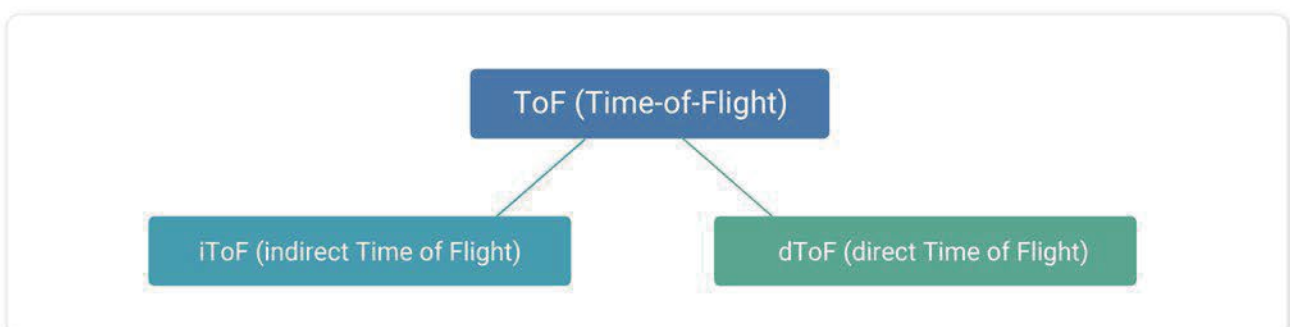 ToF (Time-of-Flight)
iToF (indirect Time of Flight)
dToF (direct Time of Flight)